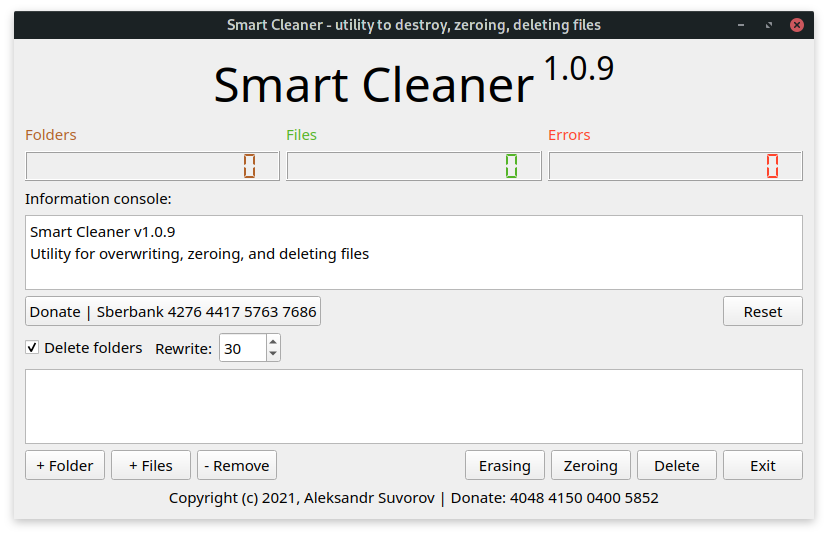 Smart Cleaner - utility to destroy, zeroing, deleting files
Smart Cleaner 1.0.9
Folders Files Errors
0 0 0
Information console:
Smart Cleaner v1.0.9
Utility for overwriting, zeroing, and deleting files
Donate | Sberbank 4276 4417 5763 7686 Reset
Delete folders Rewrite: 30
+ Folder + Files - Remove Erasing Zeroing Delete Exit
Copyright (c) 2021, Aleksandr Suvorov | Donate: 4048 4150 0400 5852